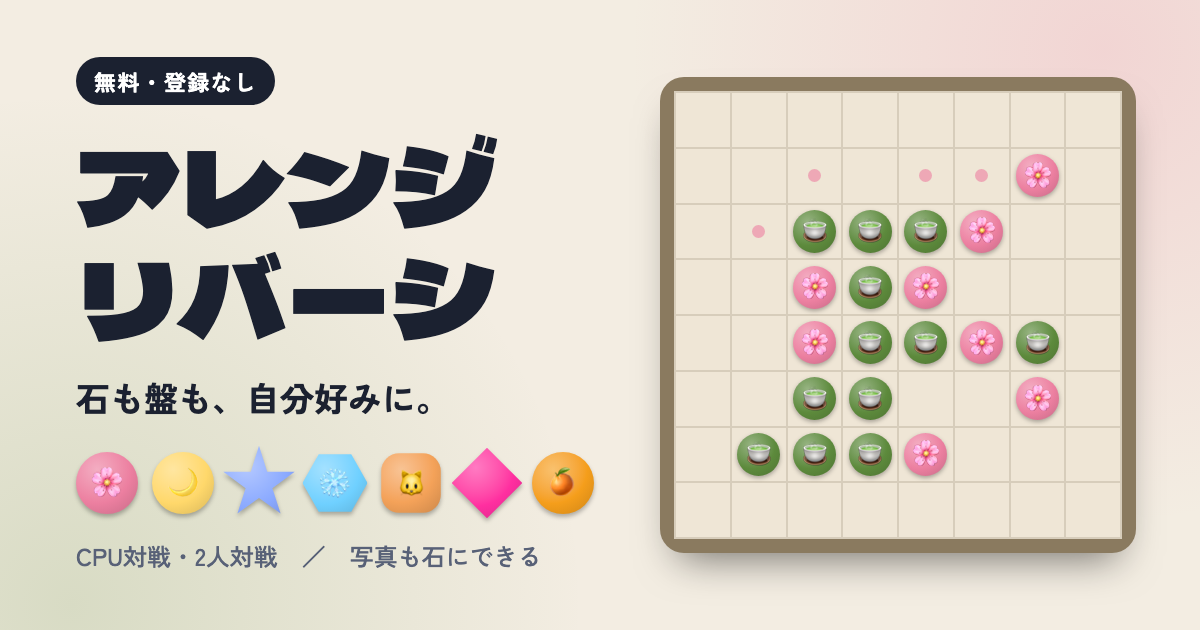 無料・登録なし
アレンジ
リバーシ
石も盤も、自分好みに。
CPU対戦・2人対戦　／　写真も石にできる